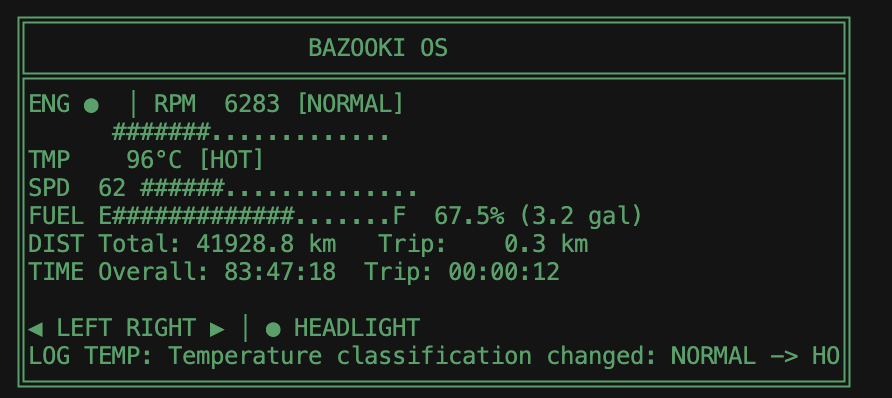 BAZOOKI OS
ENG ● │ RPM  6283 [NORMAL]
#######.............
TMP    96°C [HOT]
SPD  62 ######..............
FUEL E#############.......F  67.5% (3.2 gal)
DIST Total: 41928.8 km   Trip:    0.3 km
TIME Overall: 83:47:18  Trip: 00:00:12
◀ LEFT RIGHT ▶ │ ● HEADLIGHT
LOG TEMP: Temperature classification changed: NORMAL —> HO